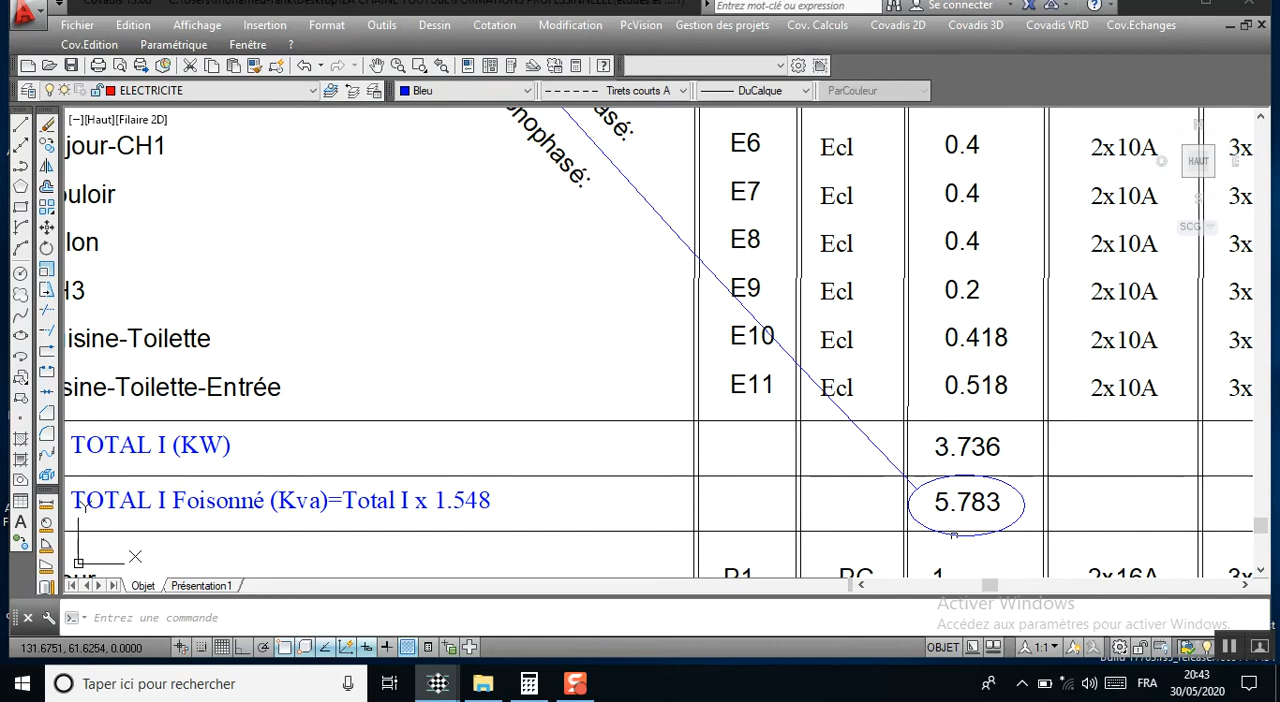 Covadis 15.00
Entrez mot-clé ou expression
Se connecter
Fichier Edition Affichage Insertion Format Outils Dessin Cotation Modification PcVision Gestion des projets Cov. Calculs Covadis 2D Covadis 3D Covadis VRD Cov.Echanges
Cov.Edition Paramétrique Fenêtre ?
ELECTRICITE Bleu Tirets courts A DuCalque ParCouleur
[−][Haut][Filaire 2D]
HAUT
SCG
jour-CH1 E6 Ecl 0.4 2x10A 3x
E7 Ecl 0.4 2x10A 3x
E8 Ecl 0.4 2x10A 3x
E9 Ecl 0.2 2x10A 3x
isine-Toilette E10 Ecl 0.418 2x10A 3x
sine-Toilette-Entrée E11 Ecl 0.518 2x10A 3x
TOTAL I (KW) 3.736
TOTAL I Foisonné (Kva)=Total I x 1.548 5.783
X
Objet Présentation1
Activer Windows
Accédez aux paramètres pour activer Windows.
Entrez une commande
131.6751, 61.6254, 0.0000 OBJET 1:1
Taper ici pour rechercher
FRA
20:43
30/05/2020